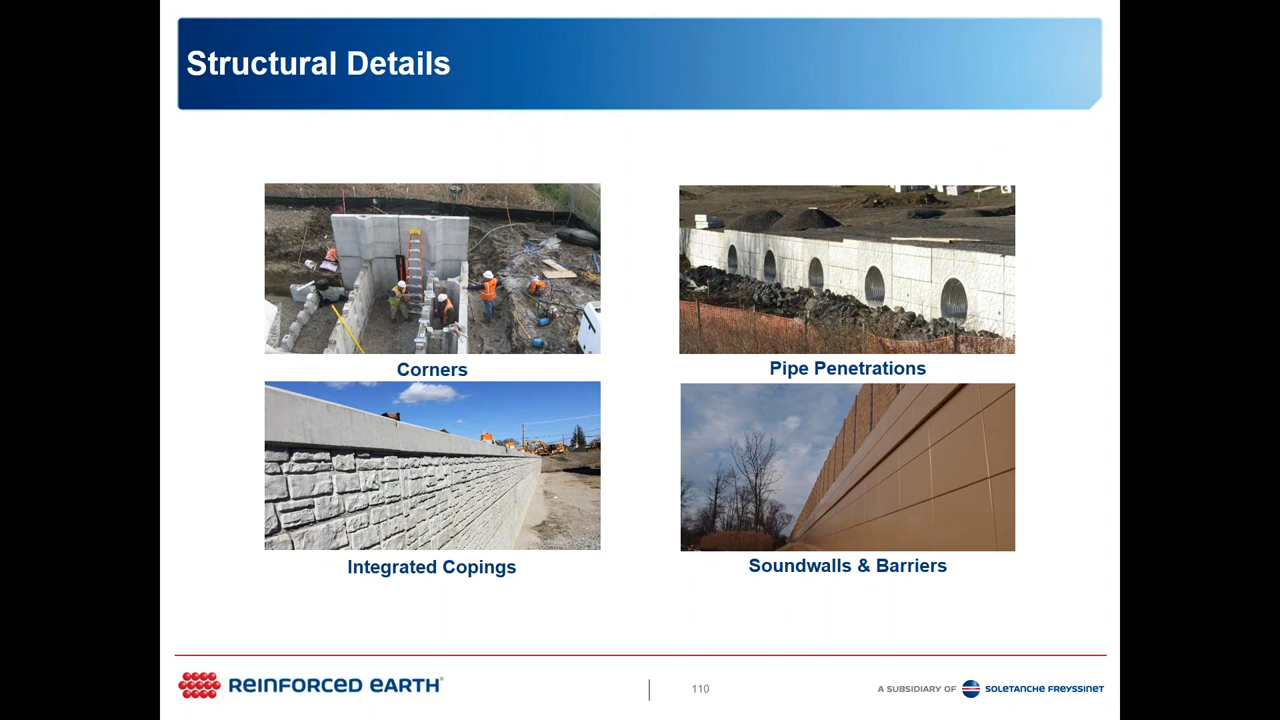 Structural Details
Corners
Pipe Penetrations
Integrated Copings
Soundwalls & Barriers
REINFORCED EARTH®
110
A SUBSIDIARY OF SOLETANCHE FREYSSINET